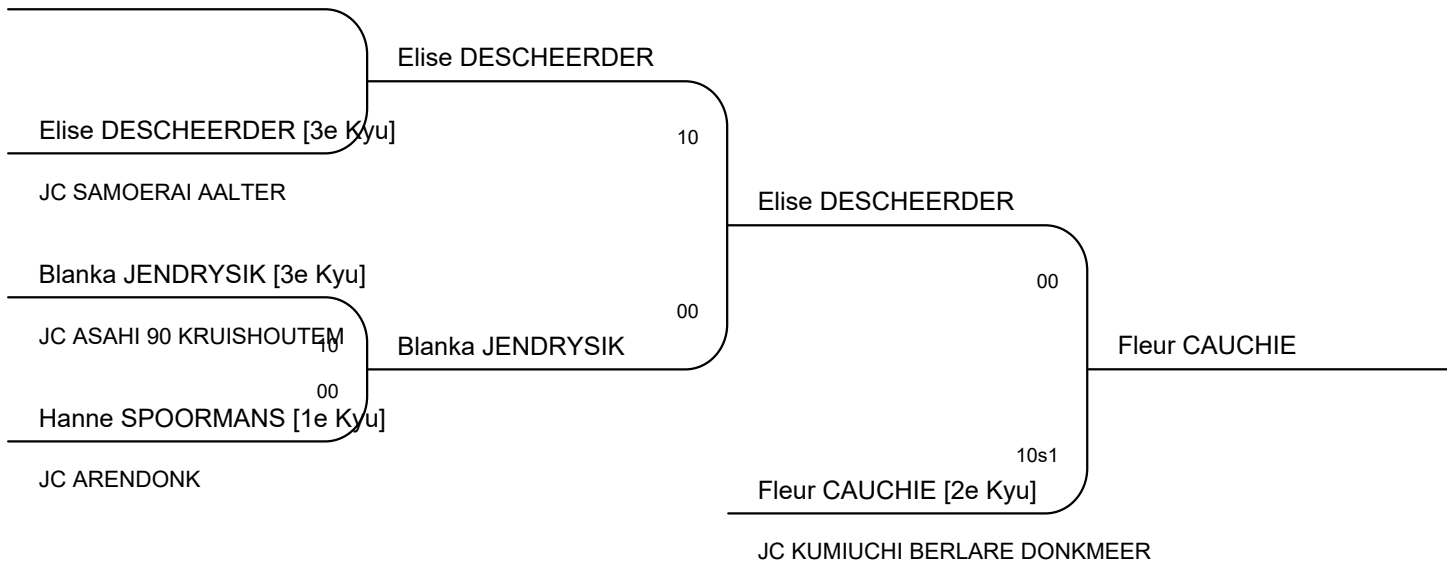 Elise DESCHEERDER
Elise DESCHEERDER [3e Kyu]
10
JC SAMOERAI AALTER
Elise DESCHEERDER
Blanka JENDRYSIK [3e Kyu]
00
00
JC ASAHI 90 KRUISHOUTEM
10
Blanka JENDRYSIK
Fleur CAUCHIE
00
Hanne SPOORMANS [1e Kyu]
10s1
JC ARENDONK
Fleur CAUCHIE [2e Kyu]
JC KUMIUCHI BERLARE DONKMEER